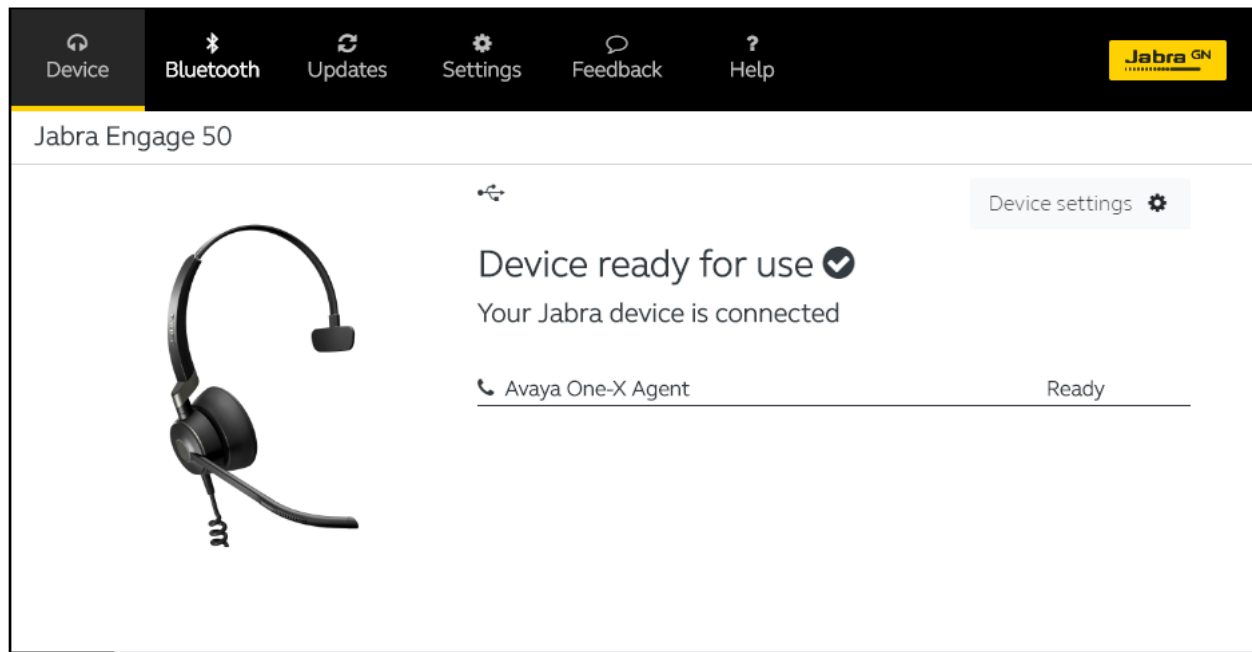 Device
Bluetooth
Updates
Settings
Feedback
? Help
Jabra GN
Jabra Engage 50
Device settings
Device ready for use
Your Jabra device is connected
Avaya One-X Agent Ready